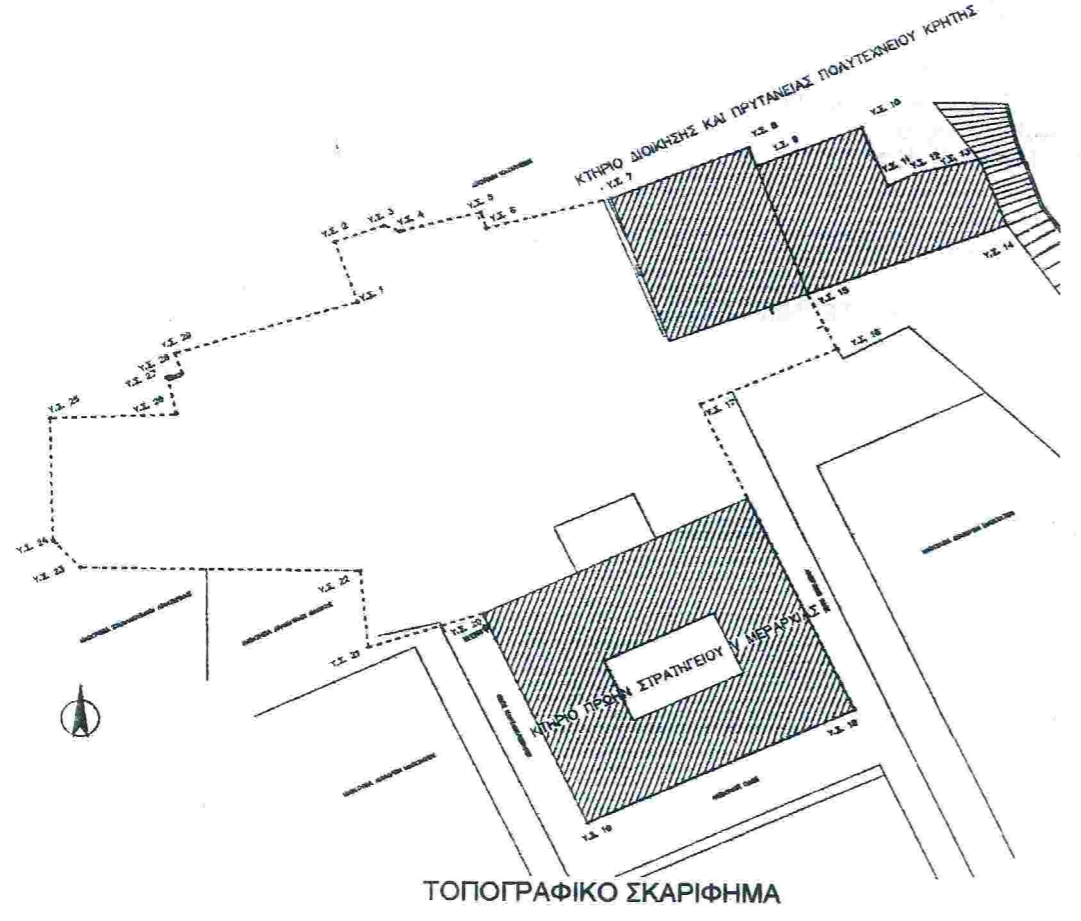 ΚΤΗΡΙΟ ΔΙΟΙΚΗΣΗΣ ΚΑΙ ΠΡΥΤΑΝΕΙΑΣ ΠΟΛΥΤΕΧΝΕΙΟΥ ΚΡΗΤΗΣ
Υ.Σ. 10
Υ.Σ. 8
Υ.Σ. 9
Υ.Σ. 11
Υ.Σ. 12
Υ.Σ. 13
Υ.Σ. 7
Υ.Σ. 5
Υ.Σ. 6
Υ.Σ. 3
Υ.Σ. 4
Υ.Σ. 2
Υ.Σ. 1
Υ.Σ. 14
Υ.Σ. 15
Υ.Σ. 16
Υ.Σ. 29
Υ.Σ. 28
Υ.Σ. 27
Υ.Σ. 26
Υ.Σ. 25
Υ.Σ. 17
Υ.Σ. 24
Υ.Σ. 23
Υ.Σ. 22
Υ.Σ. 20
Υ.Σ. 21
ΚΤΗΡΙΟ ΠΡΩΗΝ ΣΤΡΑΤΗΓΕΙΟΥ V ΜΕΡΑΡΧΙΑΣ
Υ.Σ. 18
Υ.Σ. 19
ΤΟΠΟΓΡΑΦΙΚΟ ΣΚΑΡΙΦΗΜΑ